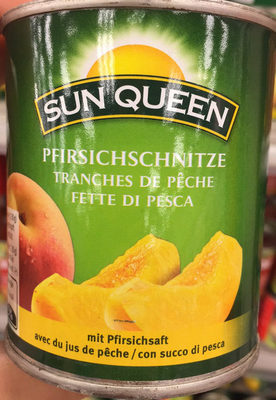 SUN QUEEN
PFIRSICHSCHNITZE
TRANCHES DE PÊCHE
FETTE DI PESCA
mit Pfirsichsaft
avec du jus de pêche / con succo di pesca